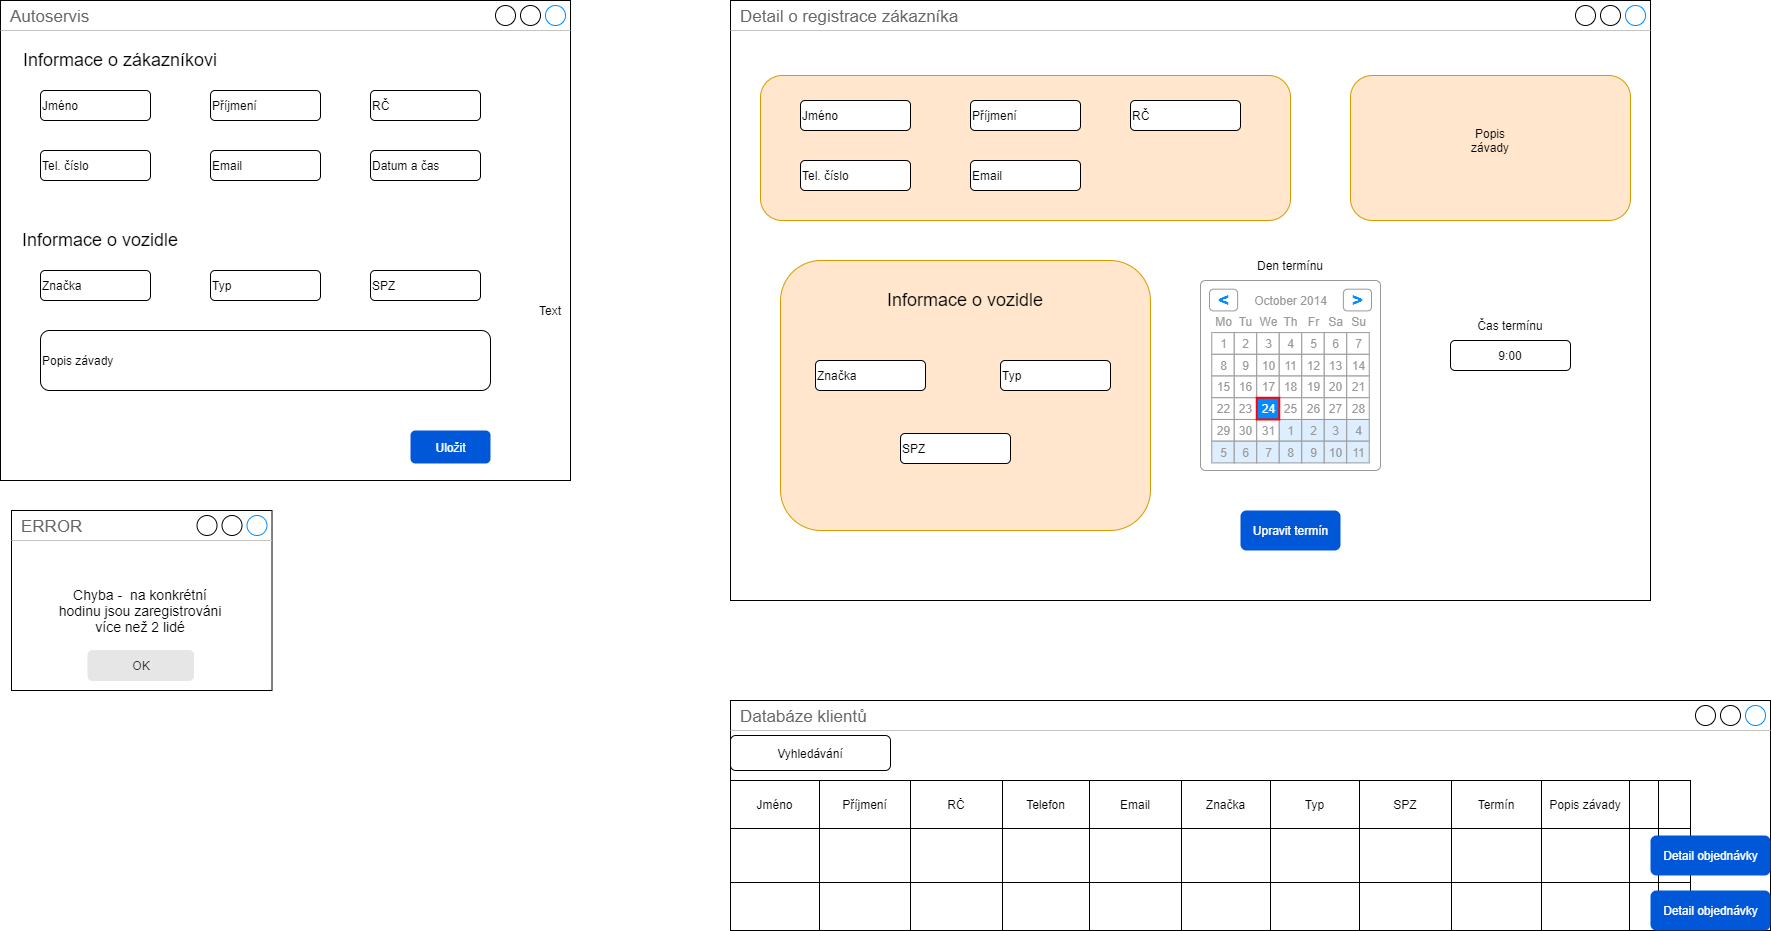 Autoservis
Informace o zákazníkovi
Jméno Příjmení RČ
Tel. číslo Email Datum a čas
Informace o vozidle
Značka Typ SPZ
Text
Popis závady
Uložit
ERROR
Chyba - na konkrétní
hodinu jsou zaregistrováni
více než 2 lidé
OK
Detail o registrace zákazníka
Jméno Příjmení RČ
Tel. číslo Email
Popis
závady
Informace o vozidle
Značka Typ
SPZ
Den termínu
< October 2014 >
Mo Tu We Th Fr Sa Su
1 2 3 4 5 6 7
8 9 10 11 12 13 14
15 16 17 18 19 20 21
22 23 24 25 26 27 28
29 30 31 1 2 3 4
5 6 7 8 9 10 11
Čas termínu
9:00
Upravit termín
Databáze klientů
Vyhledávání
Jméno Příjmení RČ Telefon Email Značka Typ SPZ Termín Popis závady
Detail objednávky
Detail objednávky